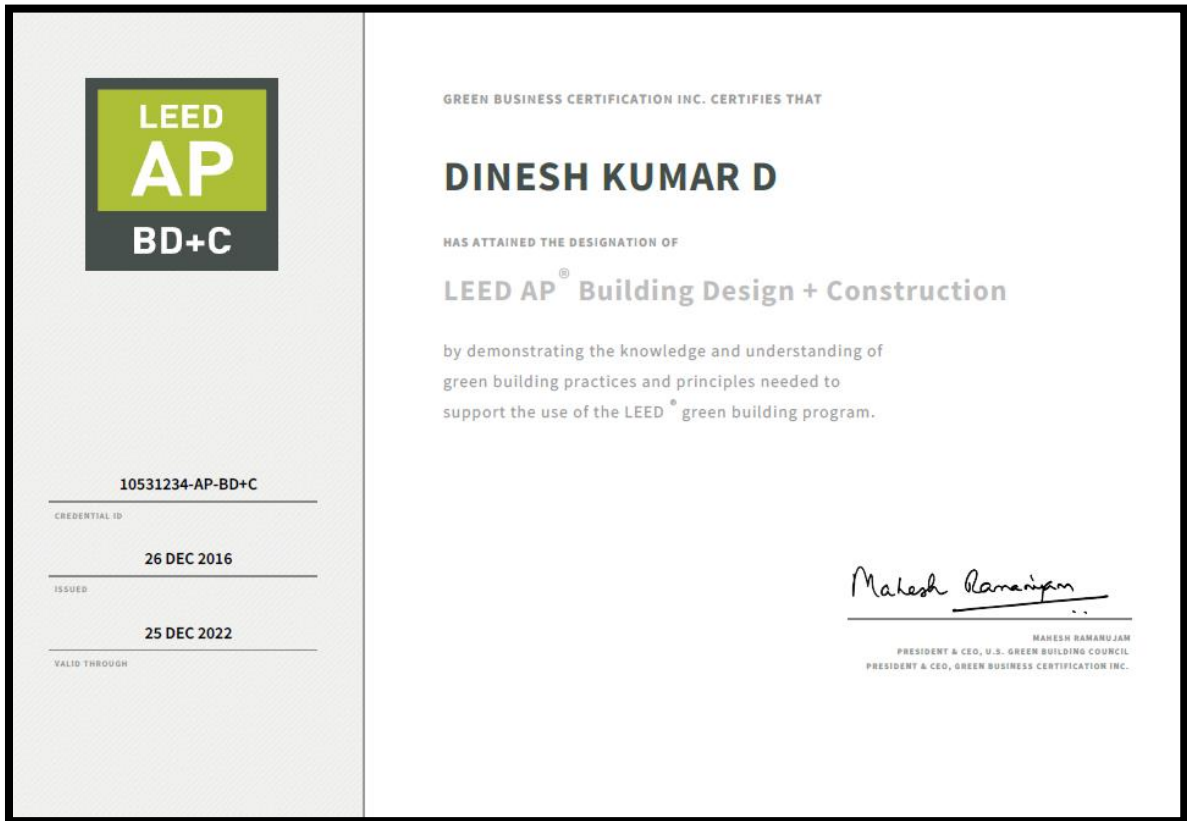 LEED
AP
BD+C
10531234-AP-BD+C
CREDENTIAL ID
26 DEC 2016
ISSUED
25 DEC 2022
VALID THROUGH
GREEN BUSINESS CERTIFICATION INC. CERTIFIES THAT
DINESH KUMAR D
HAS ATTAINED THE DESIGNATION OF
LEED AP® Building Design + Construction
by demonstrating the knowledge and understanding of
green building practices and principles needed to
support the use of the LEED ® green building program.
Mahesh Ramanujam
MAHESH RAMANUJAM
PRESIDENT & CEO, U.S. GREEN BUILDING COUNCIL
PRESIDENT & CEO, GREEN BUSINESS CERTIFICATION INC.